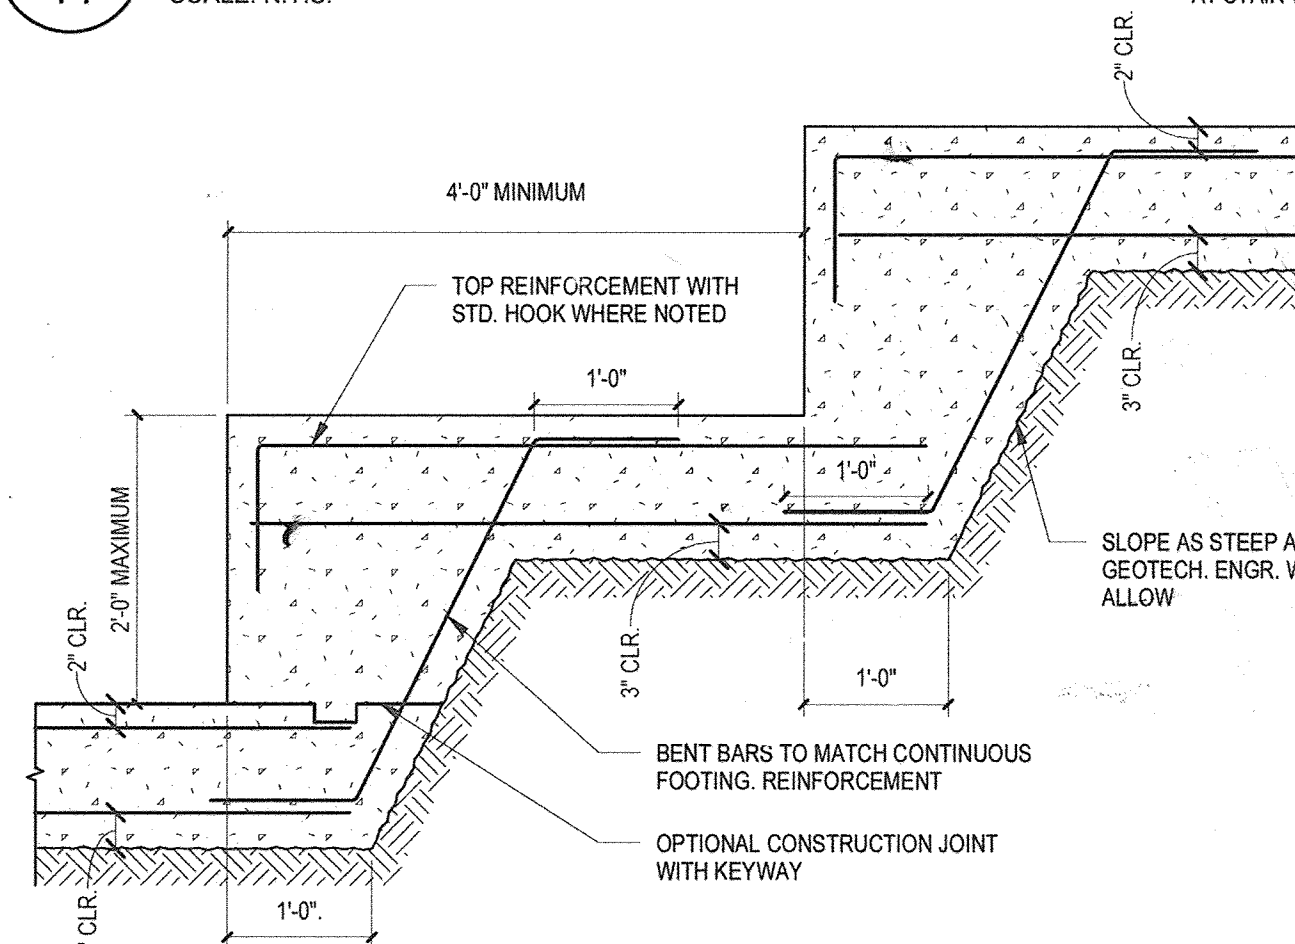 SCALE: N.T.S.
2" CLR.
4'-0" MINIMUM
TOP REINFORCEMENT WITH
STD. HOOK WHERE NOTED
1'-0"
3" CLR.
1'-0"
2'-0" MAXIMUM
SLOPE AS STEEP
GEOTECH. ENGR.
ALLOW
2" CLR.
3" CLR.
1'-0"
BENT BARS TO MATCH CONTINUOUS
FOOTING. REINFORCEMENT
OPTIONAL CONSTRUCTION JOINT
WITH KEYWAY
CLR.
1'-0".